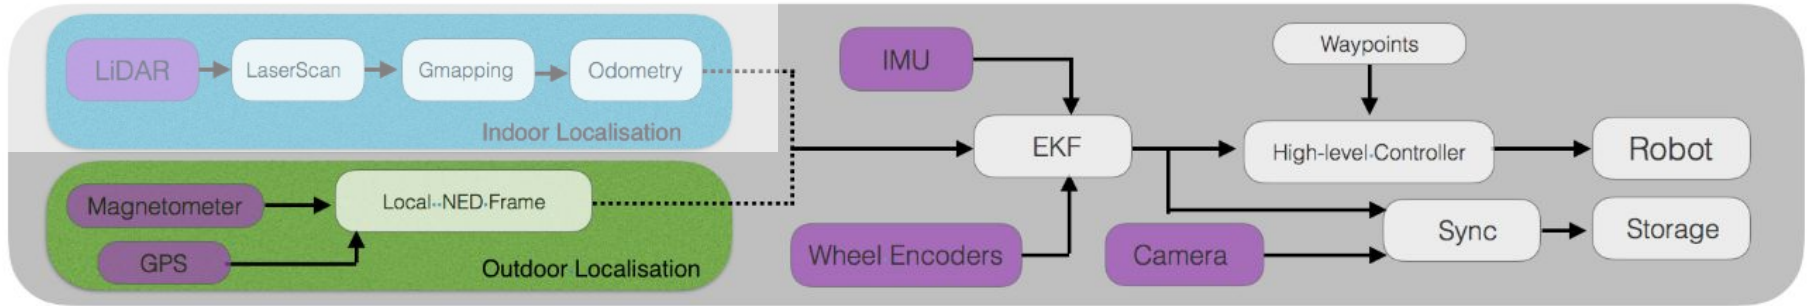 LiDAR
LaserScan
Gmapping
Odometry
Indoor Localisation
Magnetometer
Local NED Frame
GPS
Outdoor Localisation
IMU
EKF
Wheel Encoders
Waypoints
High-level Controller
Robot
Camera
Sync
Storage